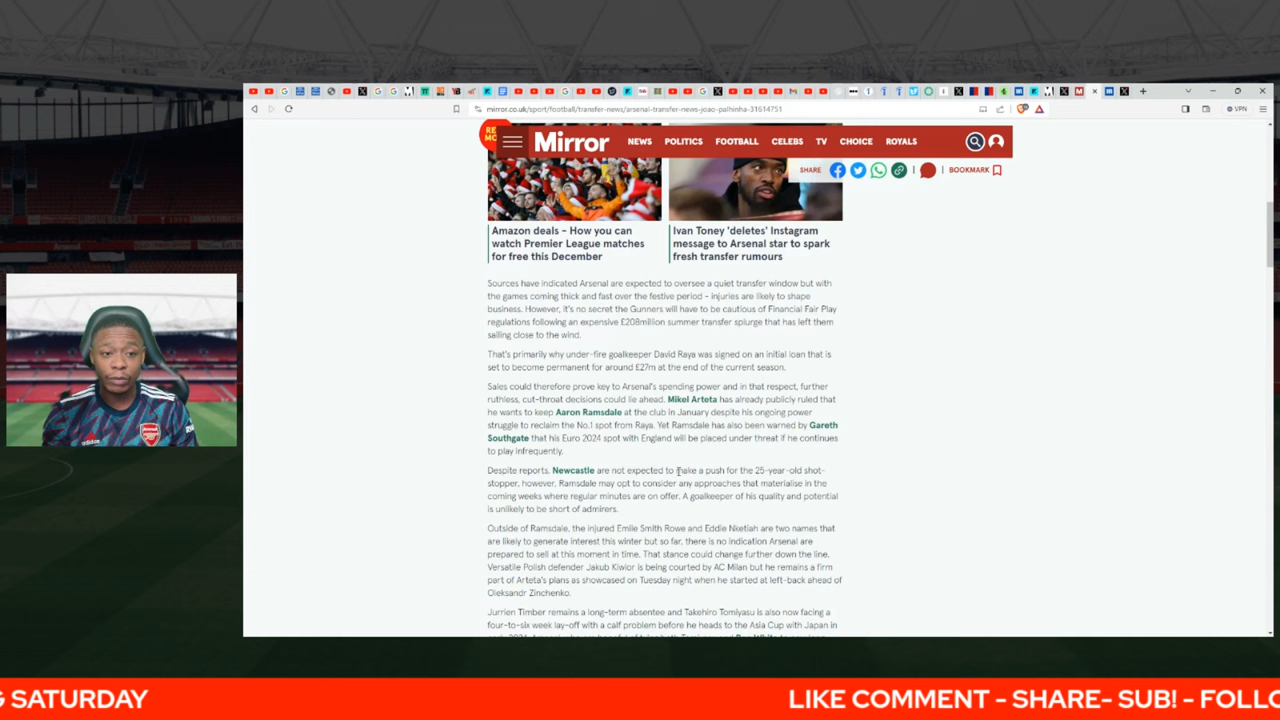 mirror.co.uk/sport/football/transfer-news/arsenal-transfer-news-joao-palhinha-31614751
VPN
Mirror
NEWS POLITICS FOOTBALL CELEBS TV CHOICE ROYALS
SHARE
BOOKMARK
Amazon deals - How you can
watch Premier League matches
for free this December
Ivan Toney 'deletes' Instagram
message to Arsenal star to spark
fresh transfer rumours
Sources have indicated Arsenal are expected to oversee a quiet transfer window but with
the games coming thick and fast over the festive period - injuries are likely to shape
business. However, it's no secret the Gunners will have to be cautious of Financial Fair Play
regulations following an expensive £208million summer transfer splurge that has left them
sailing close to the wind.
That's primarily why under-fire goalkeeper David Raya was signed on an initial loan that is
set to become permanent for around £27m at the end of the current season.
Sales could therefore prove key to Arsenal's spending power and in that respect, further
ruthless, cut-throat decisions could lie ahead. Mikel Arteta has already publicly ruled that
he wants to keep Aaron Ramsdale at the club in January despite his ongoing power
struggle to reclaim the No.1 spot from Raya. Yet Ramsdale has also been warned by Gareth
Southgate that his Euro 2024 spot with England will be placed under threat if he continues
to play infrequently.
Despite reports, Newcastle are not expected to make a push for the 25-year-old shot-
stopper, however, Ramsdale may opt to consider any approaches that materialise in the
coming weeks where regular minutes are on offer. A goalkeeper of his quality and potential
is unlikely to be short of admirers.
Outside of Ramsdale, the injured Emile Smith Rowe and Eddie Nketiah are two names that
are likely to generate interest this winter but so far, there is no indication Arsenal are
prepared to sell at this moment in time. That stance could change further down the line.
Versatile Polish defender Jakub Kiwior is being courted by AC Milan but he remains a firm
part of Arteta's plans as showcased on Tuesday night when he started at left-back ahead of
Oleksandr Zinchenko.
Jurrien Timber remains a long-term absentee and Takehiro Tomiyasu is also now facing a
four-to-six week lay-off with a calf problem before he heads to the Asia Cup with Japan in
adidas
Arsenal
G SATURDAY
LIKE COMMENT - SHARE- SUB! - FOLLO